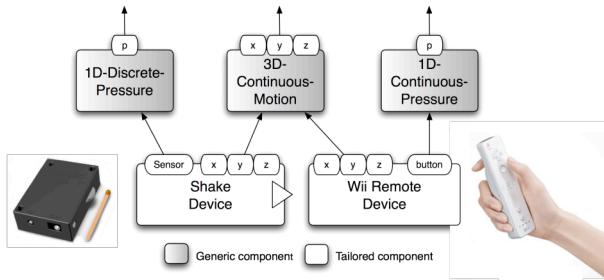 p
x y z
p
1D-Discrete-
Pressure
3D-
Continuous-
Motion
1D-
Continuous-
Pressure
Sensor x y z
x y z button
Shake
Device
Wii Remote
Device
Generic component
Tailored component